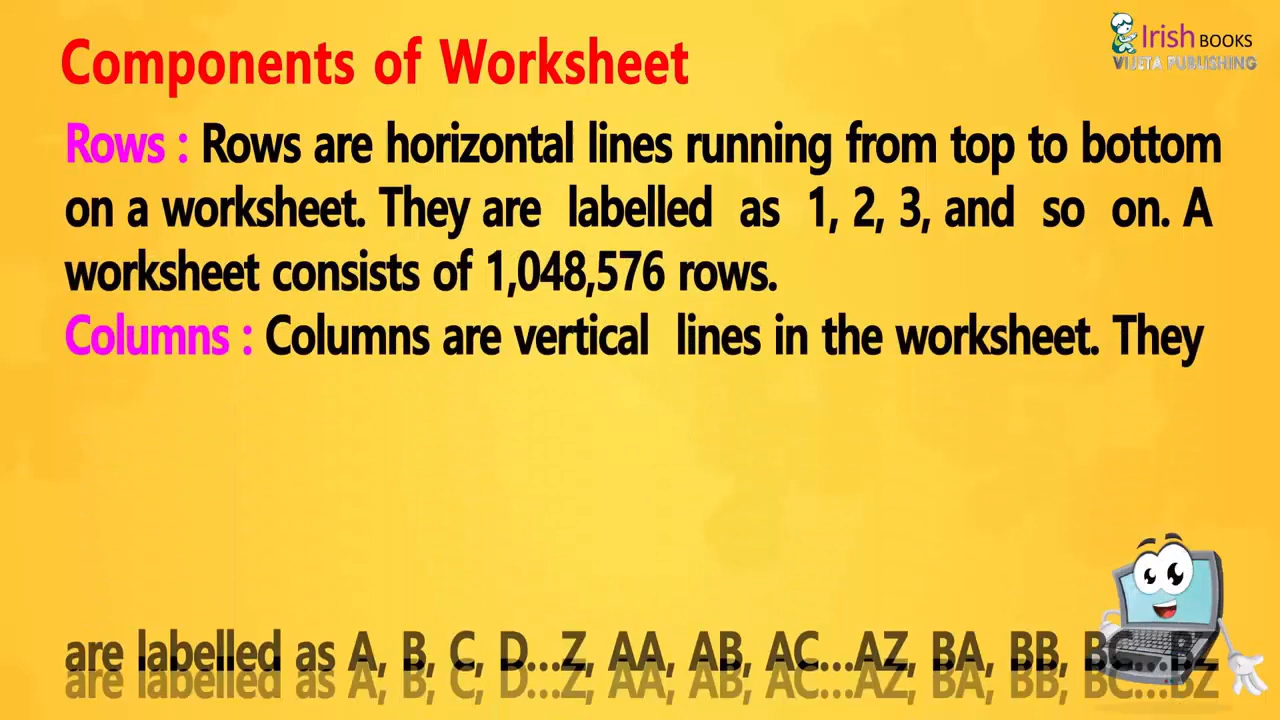 Irish BOOKS
VIJETA PUBLISHING
Components of Worksheet
Rows : Rows are horizontal lines running from top to bottom
on a worksheet. They are labelled as 1, 2, 3, and so on. A
worksheet consists of 1,048,576 rows.
Columns : Columns are vertical lines in the worksheet. They
are labelled as A, B, C, D...Z, AA, AB, AC...AZ, BA, BB, BC...BZ